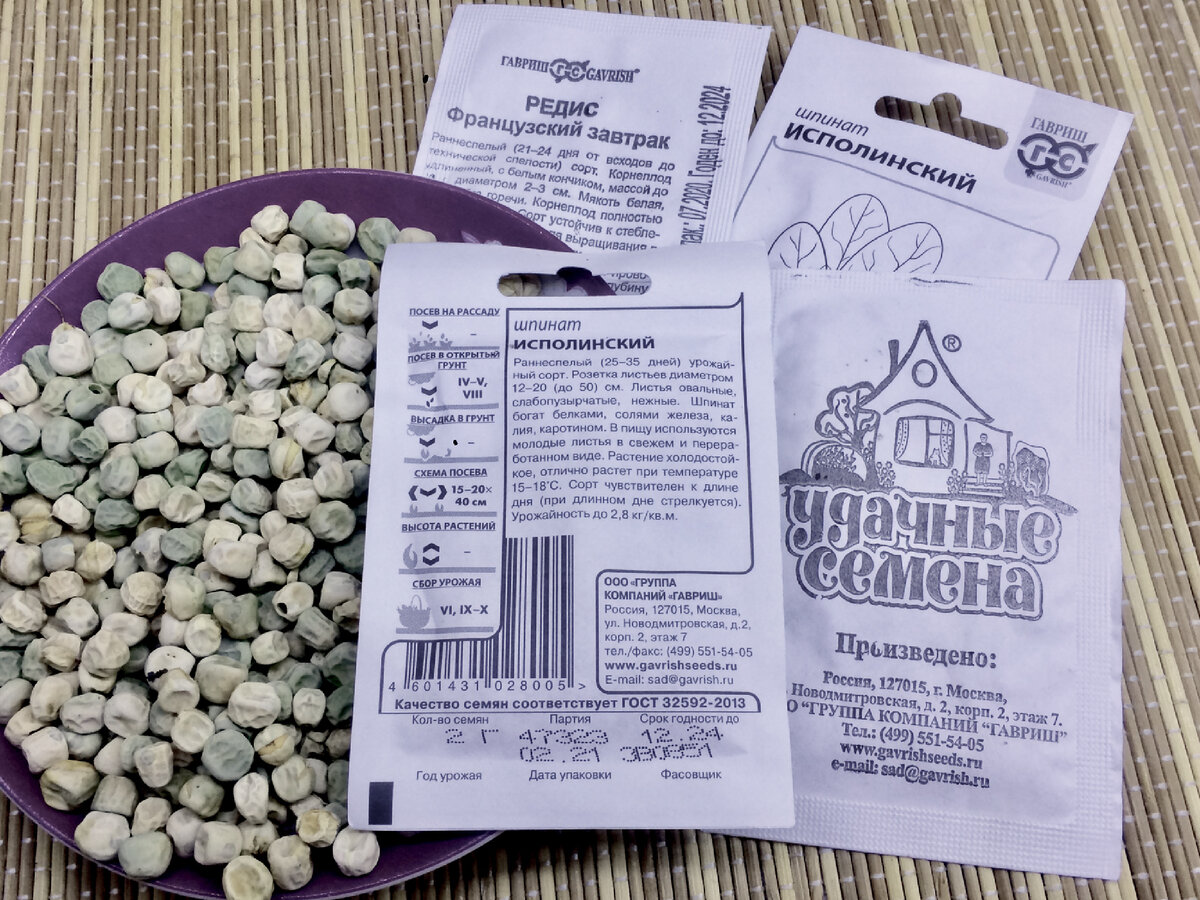 ГАВРИШ ГС GAVRISH®
РЕДИС
Французский завтрак
Раннеспелый (21–24 дня от всходов до
технической спелости) сорт. Корнеплод
с белым кончиком, массой до
диаметром 2–3 см. Мякоть белая,
горечи. Корнеплод полностью
Сорт устойчив к стебле-
выращивания в
07.2020. Годен до: 12.2024
шпинат
ИСПОЛИНСКИЙ
ГАВРИШ
ГС
GAVRISH®
ПОСЕВ НА РАССАДУ
–
ПОСЕВ В ОТКРЫТЫЙ
ГРУНТ
IV–V,
VIII
ВЫСАДКА В ГРУНТ
–
СХЕМА ПОСЕВА
15–20×
40 см
ВЫСОТА РАСТЕНИЙ
–
СБОР УРОЖАЯ
VI, IX–X
шпинат
ИСПОЛИНСКИЙ
Раннеспелый (25–35 дней) урожай-
ный сорт. Розетка листьев диаметром
12–20 (до 50) см. Листья овальные,
слабопузырчатые, нежные. Шпинат
богат белками, солями железа, ка-
лия, каротином. В пищу используются
молодые листья в свежем и перера-
ботанном виде. Растение холодостой-
кое, отлично растет при температуре
15–18°С. Сорт чувствителен к длине
дня (при длинном дне стрелкуется).
Урожайность до 2,8 кг/кв.м.
ООО «ГРУППА
КОМПАНИЙ «ГАВРИШ»
Россия, 127015, Москва,
ул. Новодмитровская, д.2,
корп. 2, этаж 7
тел./факс: (499) 551-54-05
www.gavrishseeds.ru
E-mail: sad@gavrish.ru
4 601431 028005 >
Качество семян соответствует ГОСТ 32592-2013
Кол-во семян Партия Срок годности до
2 Г 47323 12.24
02.21 330851
Год урожая Дата упаковки Фасовщик
®
удачные
семена
Произведено:
Россия, 127015, г. Москва,
Новодмитровская, д. 2, корп. 2, этаж 7.
"ГРУППА КОМПАНИЙ "ГАВРИШ"
Тел.: (499) 551-54-05
www.gavrishseeds.ru
e-mail: sad@gavrish.ru